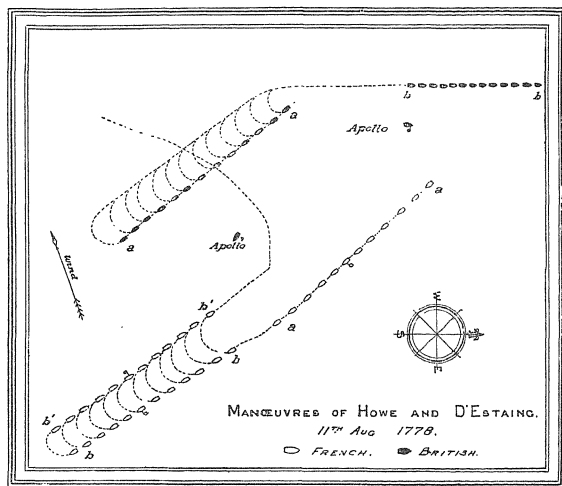 b b
a
Apollo
a
a
Apollo
Wind
b'
a
b
W
S
E
b'
b
MANŒUVRES OF HOWE AND D'ESTAING.
11TH AUG 1778.
FRENCH. BRITISH.